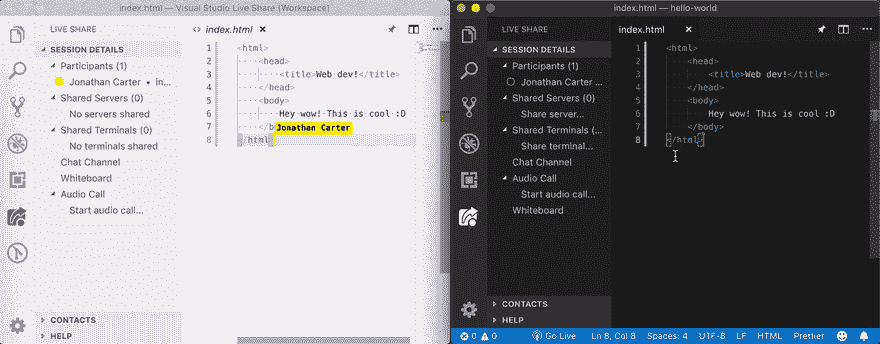 index.html — Visual Studio Live Share (Workspace)
LIVE SHARE
SESSION DETAILS
Participants (1)
Jonathan Carter • in...
Shared Servers (0)
No servers shared
Shared Terminals (0)
No terminals shared
Chat Channel
Whiteboard
Audio Call
Start audio call...
CONTACTS
HELP
<> index.html ×
1 <html>
2 <head>
3 <title>Web dev!</title>
4 </head>
5 <body>
6 Hey wow! This is cool :D
7 </b
Jonathan Carter
8 </html>
index.html — hello-world
LIVE SHARE
SESSION DETAILS
Participants (1)
Jonathan Carter ...
Shared Servers (0)
Share server...
Shared Terminals (...
Share terminal...
Chat Channel
Audio Call
Start audio call...
Whiteboard
CONTACTS
HELP
index.html ×
1 <html>
2 <head>
3 <title>Web dev!</title>
4 </head>
5 <body>
6 Hey wow! This is cool :D
7 </body>
8 </html>
0 0 Go Live Ln 8, Col 8 Spaces: 4 UTF-8 LF HTML Prettier